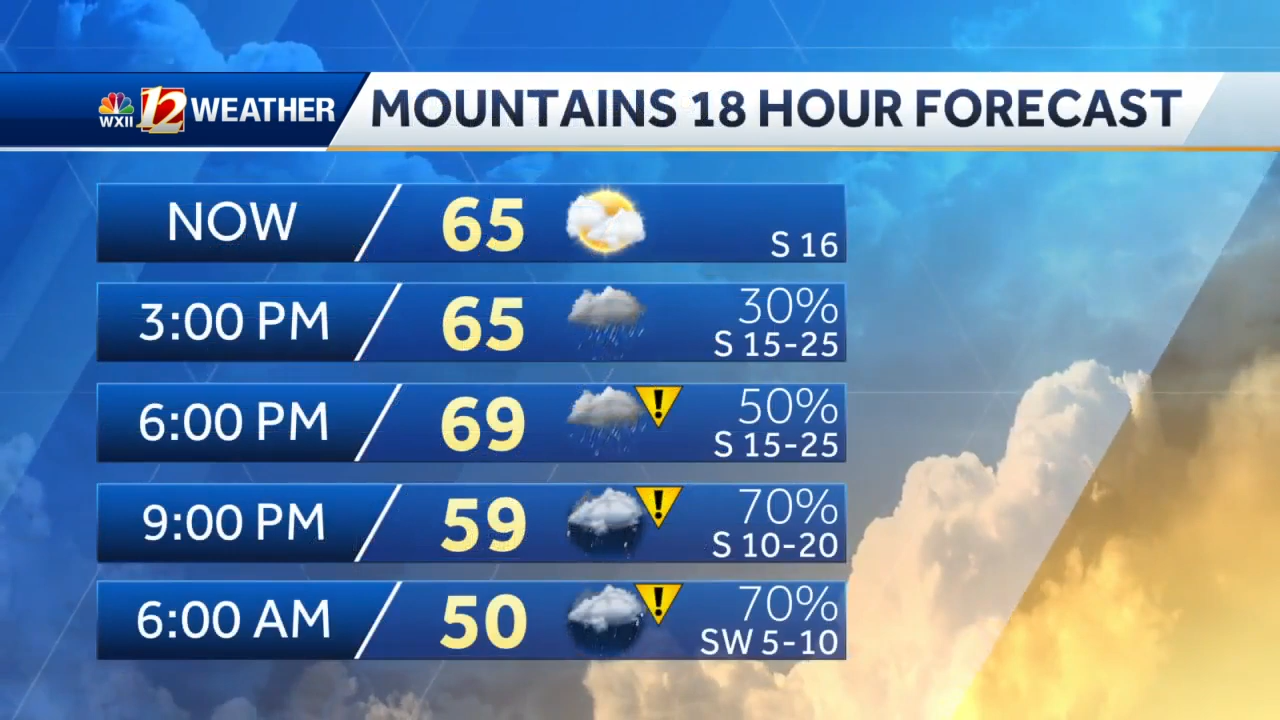 WXII 12 WEATHER MOUNTAINS 18 HOUR FORECAST
NOW 65 S 16
3:00 PM 65 30%
S 15-25
6:00 PM 69 ! 50%
S 15-25
9:00 PM 59 ! 70%
S 10-20
6:00 AM 50 ! 70%
SW 5-10